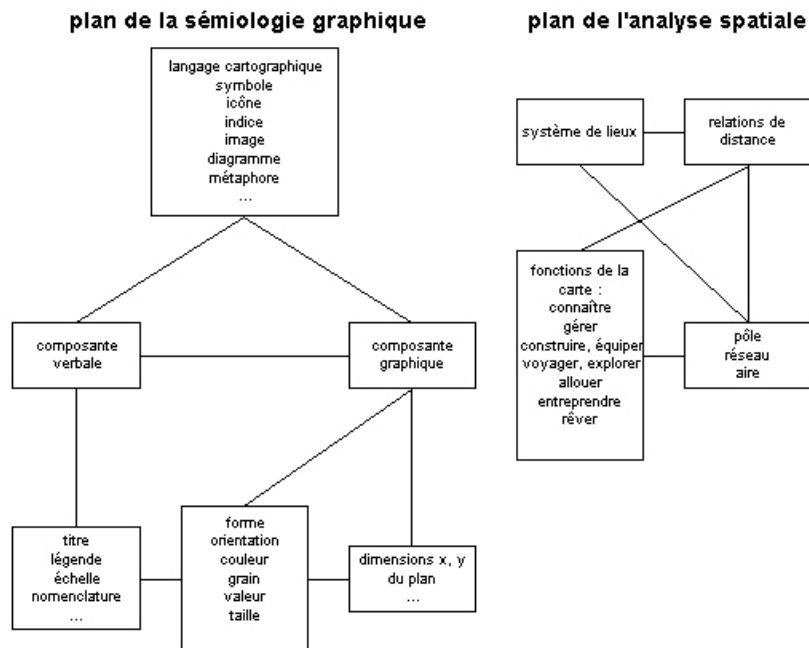 plan de la sémiologie graphique
langage cartographique
symbole
icône
indice
image
diagramme
métaphore
...
composante
verbale
composante
graphique
titre
légende
échelle
nomenclature
...
forme
orientation
couleur
grain
valeur
taille
dimensions x, y
du plan
...
plan de l'analyse spatiale
système de lieux
relations de
distance
fonctions de la
carte :
connaître
gérer
construire, équiper
voyager, explorer
allouer
entreprendre
rêver
pôle
réseau
aire